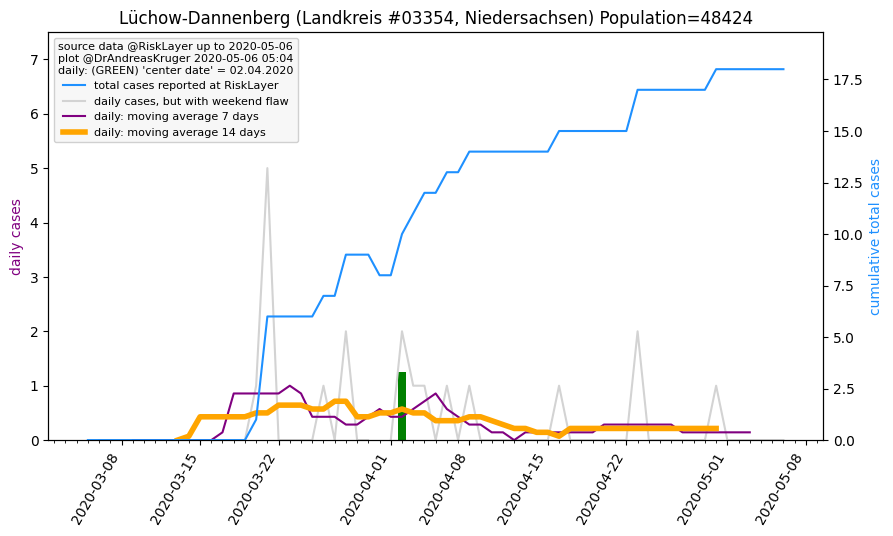 Lüchow-Dannenberg (Landkreis #03354, Niedersachsen) Population=48424
source data @RiskLayer up to 2020-05-06
plot @DrAndreasKruger 2020-05-06 05:04
daily: (GREEN) 'center date' = 02.04.2020
total cases reported at RiskLayer
daily cases, but with weekend flaw
daily: moving average 7 days
daily: moving average 14 days
daily cases
7
6
5
4
3
2
1
0
cumulative total cases
17.5
15.0
12.5
10.0
7.5
5.0
2.5
0.0
2020-03-08
2020-03-15
2020-03-22
2020-04-01
2020-04-08
2020-04-15
2020-04-22
2020-05-01
2020-05-08